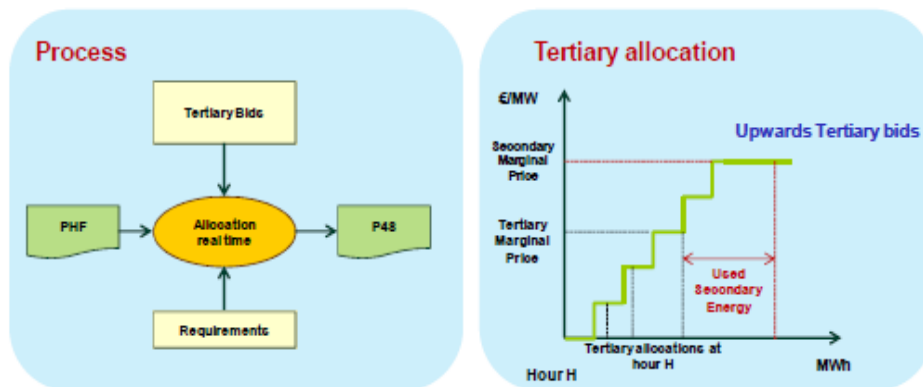 Process
Tertiary Bids
PHF
Allocation
real time
P48
Requirements
Tertiary allocation
€/MW
Upwards Tertiary bids
Secondary
Marginal
Price
Tertiary
Marginal
Price
Used
Secondary
Energy
Tertiary allocations at
hour H
Hour H
MWh